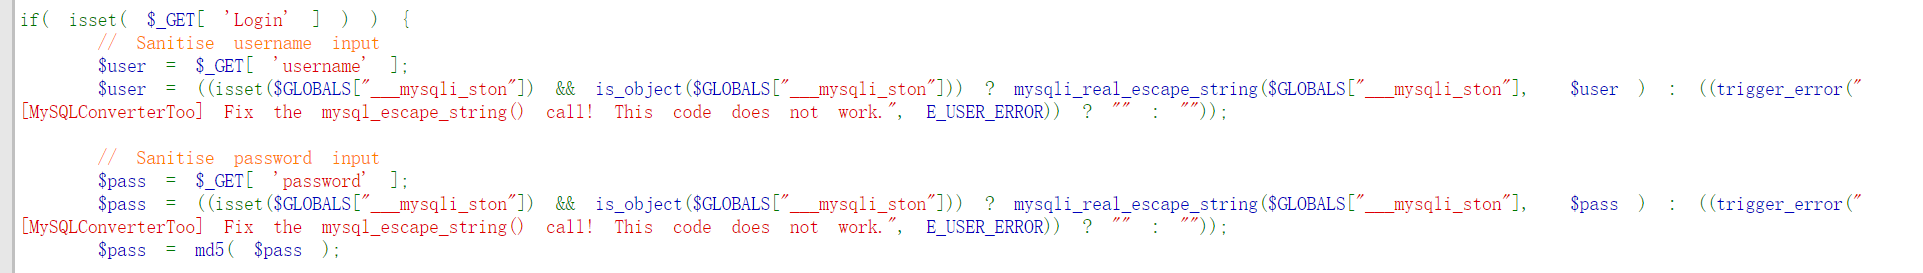 if( isset( $_GET[ 'Login' ] ) ) {
// Sanitise username input
$user = $_GET[ 'username' ];
$user = ((isset($GLOBALS["___mysqli_ston"]) && is_object($GLOBALS["___mysqli_ston"])) ? mysqli_real_escape_string($GLOBALS["___mysqli_ston"], $user ) : ((trigger_error("
[MySQLConverterToo] Fix the mysql_escape_string() call! This code does not work.", E_USER_ERROR)) ? "" : ""));
// Sanitise password input
$pass = $_GET[ 'password' ];
$pass = ((isset($GLOBALS["___mysqli_ston"]) && is_object($GLOBALS["___mysqli_ston"])) ? mysqli_real_escape_string($GLOBALS["___mysqli_ston"], $pass ) : ((trigger_error("
[MySQLConverterToo] Fix the mysql_escape_string() call! This code does not work.", E_USER_ERROR)) ? "" : ""));
$pass = md5( $pass );